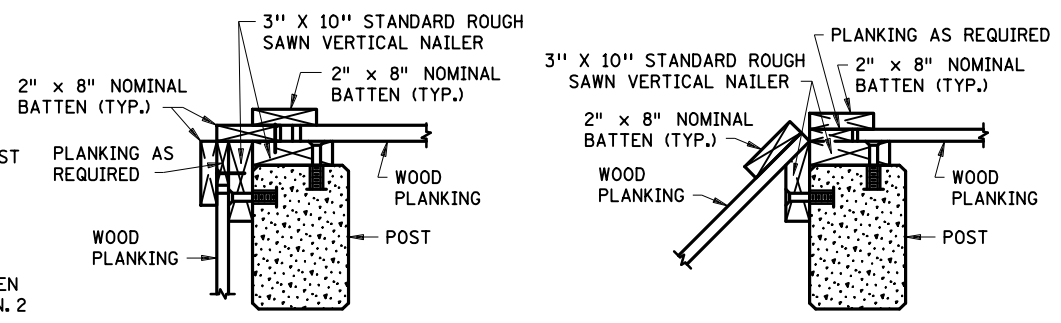 3" X 10" STANDARD ROUGH
SAWN VERTICAL NAILER
2" x 8" NOMINAL
BATTEN (TYP.)
2" x 8" NOMINAL
BATTEN (TYP.)
ST
PLANKING AS
REQUIRED
WOOD
PLANKING
WOOD
PLANKING
POST
EN
N. 2
PLANKING AS REQUIRED
3" X 10" STANDARD ROUGH
SAWN VERTICAL NAILER
2" x 8" NOMINAL
BATTEN (TYP.)
2" x 8" NOMINAL
BATTEN (TYP.)
WOOD
PLANKING
WOOD
PLANKING
POST